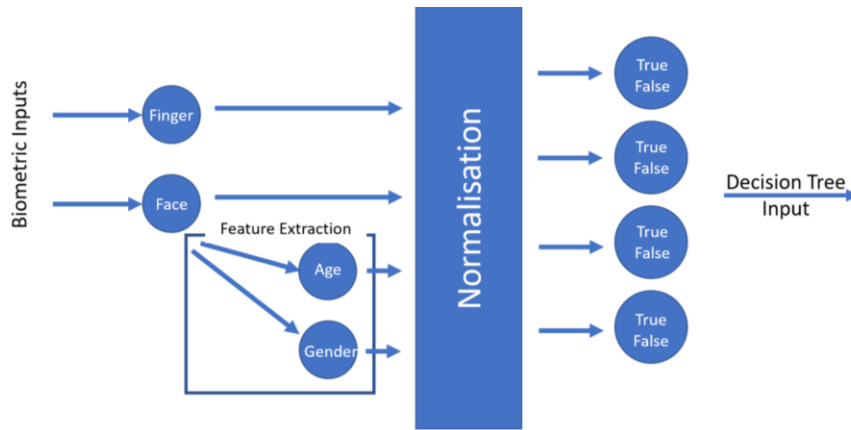 Biometric Inputs
Finger
Face
Feature Extraction
Age
Gender
Normalisation
True
False
True
False
True
False
True
False
Decision Tree
Input